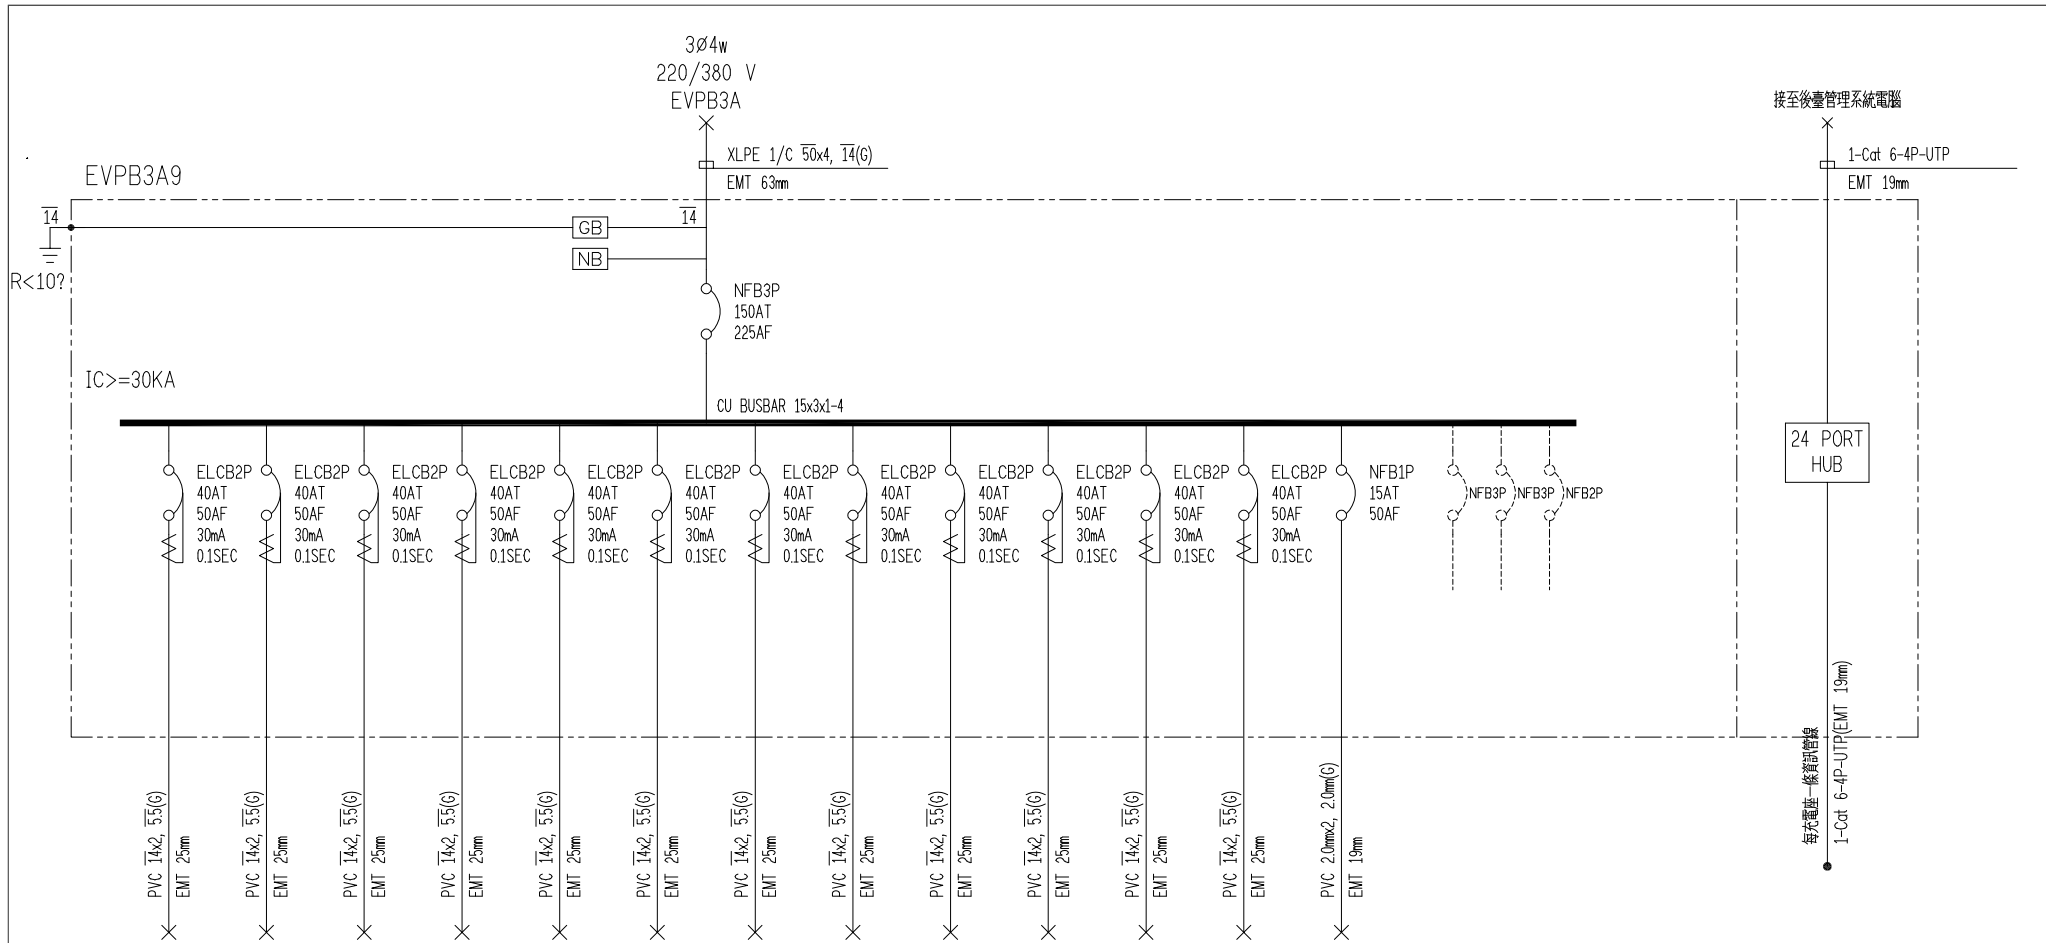 3Ø4w
220/380 V
EVPB3A
接至後臺管理系統電腦
XLPE 1/C 50x4, 14(G)
EMT 63mm
1-Cat 6-4P-UTP
EMT 19mm
EVPB3A9
14
14
GB
NB
R<10?
NFB3P
150AT
225AF
IC>=30KA
CU BUSBAR 15x3x1-4
24 PORT
HUB
ELCB2P
40AT
50AF
30mA
0.1SEC
ELCB2P
40AT
50AF
30mA
0.1SEC
ELCB2P
40AT
50AF
30mA
0.1SEC
ELCB2P
40AT
50AF
30mA
0.1SEC
ELCB2P
40AT
50AF
30mA
0.1SEC
ELCB2P
40AT
50AF
30mA
0.1SEC
ELCB2P
40AT
50AF
30mA
0.1SEC
ELCB2P
40AT
50AF
30mA
0.1SEC
ELCB2P
40AT
50AF
30mA
0.1SEC
ELCB2P
40AT
50AF
30mA
0.1SEC
ELCB2P
40AT
50AF
30mA
0.1SEC
ELCB2P
40AT
50AF
30mA
0.1SEC
NFB1P
15AT
50AF
NFB3P
NFB3P
NFB2P
PVC 14x2, 5.5(G)
EMT 25mm
PVC 14x2, 5.5(G)
EMT 25mm
PVC 14x2, 5.5(G)
EMT 25mm
PVC 14x2, 5.5(G)
EMT 25mm
PVC 14x2, 5.5(G)
EMT 25mm
PVC 14x2, 5.5(G)
EMT 25mm
PVC 14x2, 5.5(G)
EMT 25mm
PVC 14x2, 5.5(G)
EMT 25mm
PVC 14x2, 5.5(G)
EMT 25mm
PVC 14x2, 5.5(G)
EMT 25mm
PVC 14x2, 5.5(G)
EMT 25mm
PVC 14x2, 5.5(G)
EMT 25mm
PVC 2.0mmx2, 2.0mm(G)
EMT 19mm
每充電座一條資訊管線
1-Cat 6-4P-UTP(EMT 19mm)